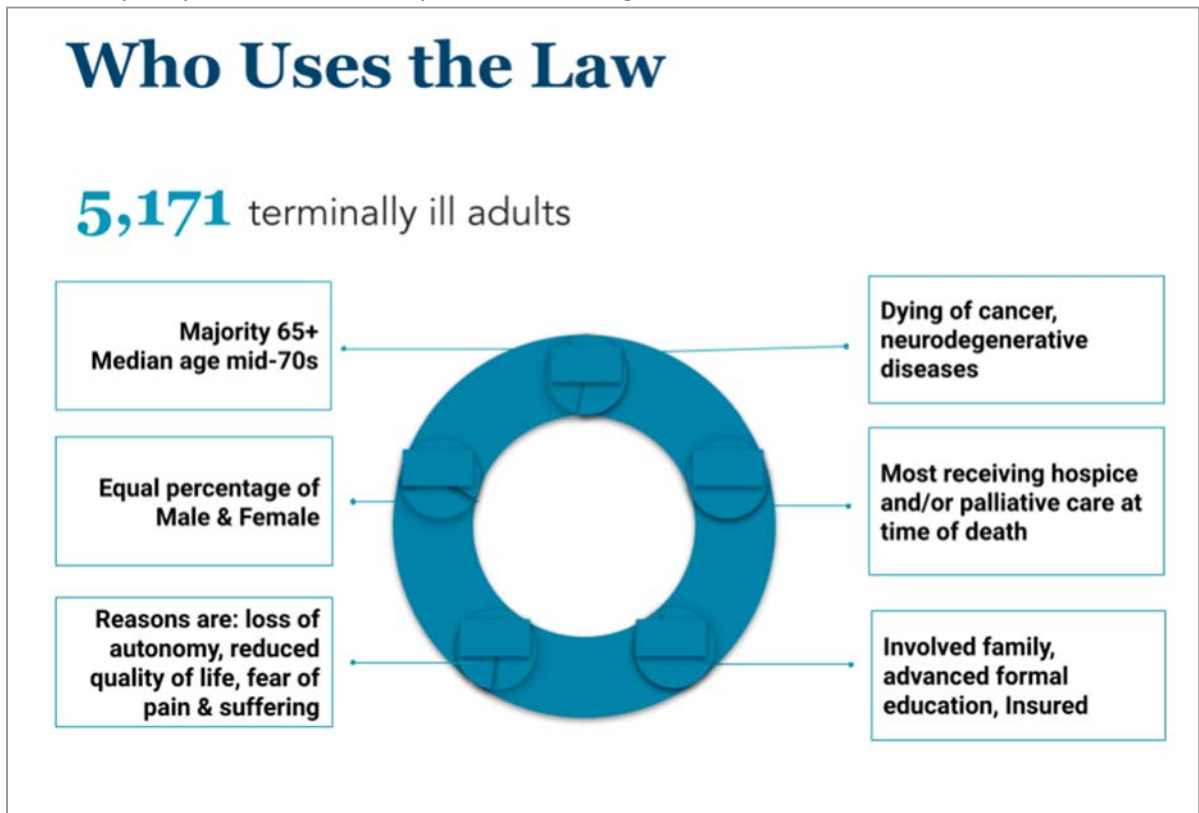 Who Uses the Law
5,171 terminally ill adults
Majority 65+
Median age mid-70s
Equal percentage of
Male & Female
Reasons are: loss of
autonomy, reduced
quality of life, fear of
pain & suffering
Dying of cancer,
neurodegenerative
diseases
Most receiving hospice
and/or palliative care at
time of death
Involved family,
advanced formal
education, Insured